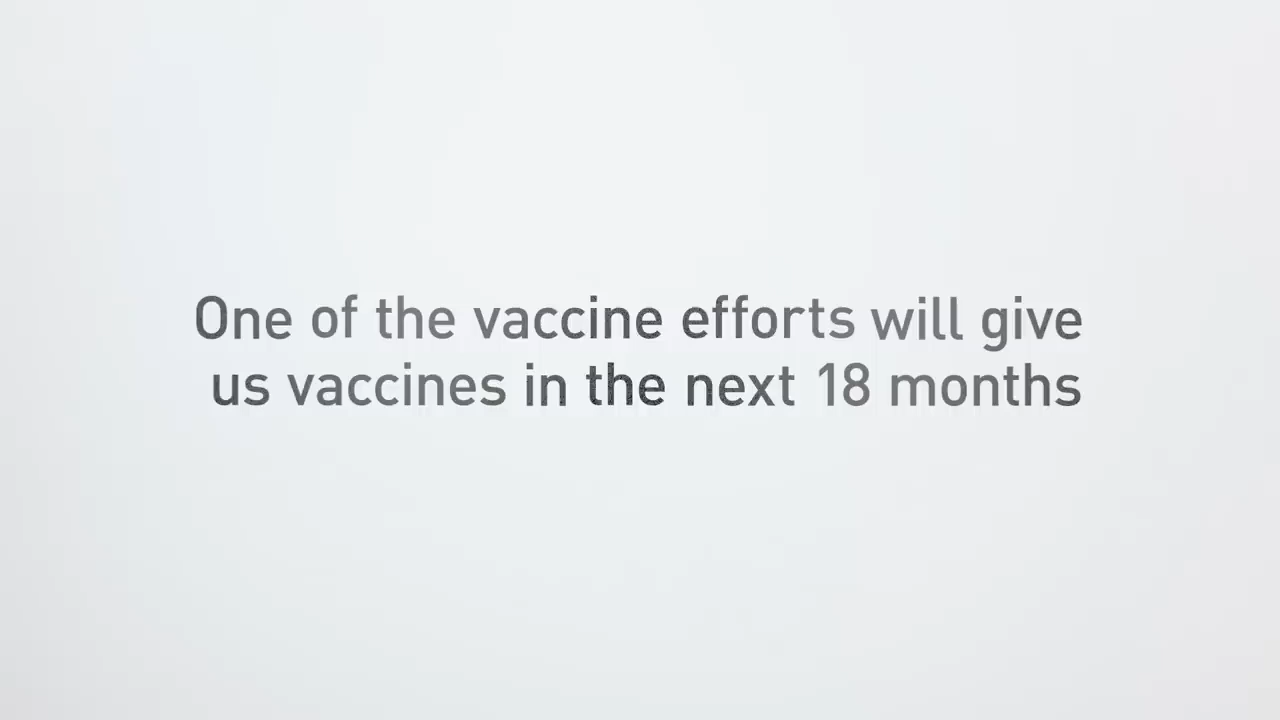 One of the vaccine efforts will give
us vaccines in the next 18 months